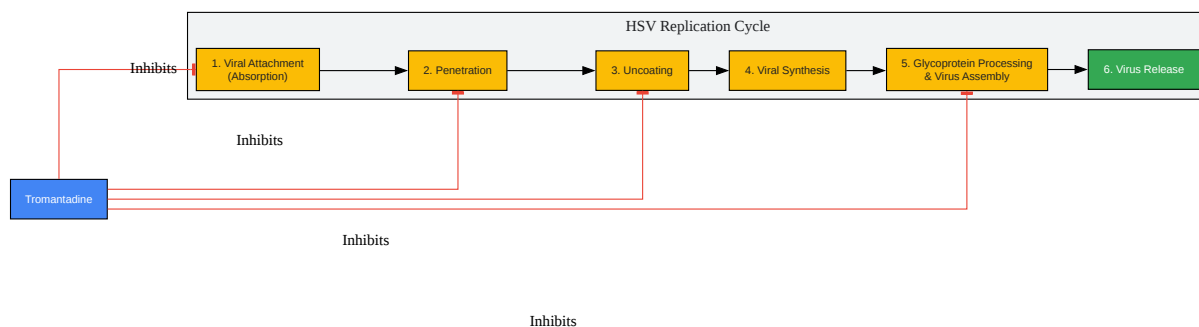 HSV Replication Cycle
Inhibits
1. Viral Attachment
(Absorption)
2. Penetration
3. Uncoating
4. Viral Synthesis
5. Glycoprotein Processing
& Virus Assembly
6. Virus Release
Inhibits
Tromantadine
Inhibits
Inhibits